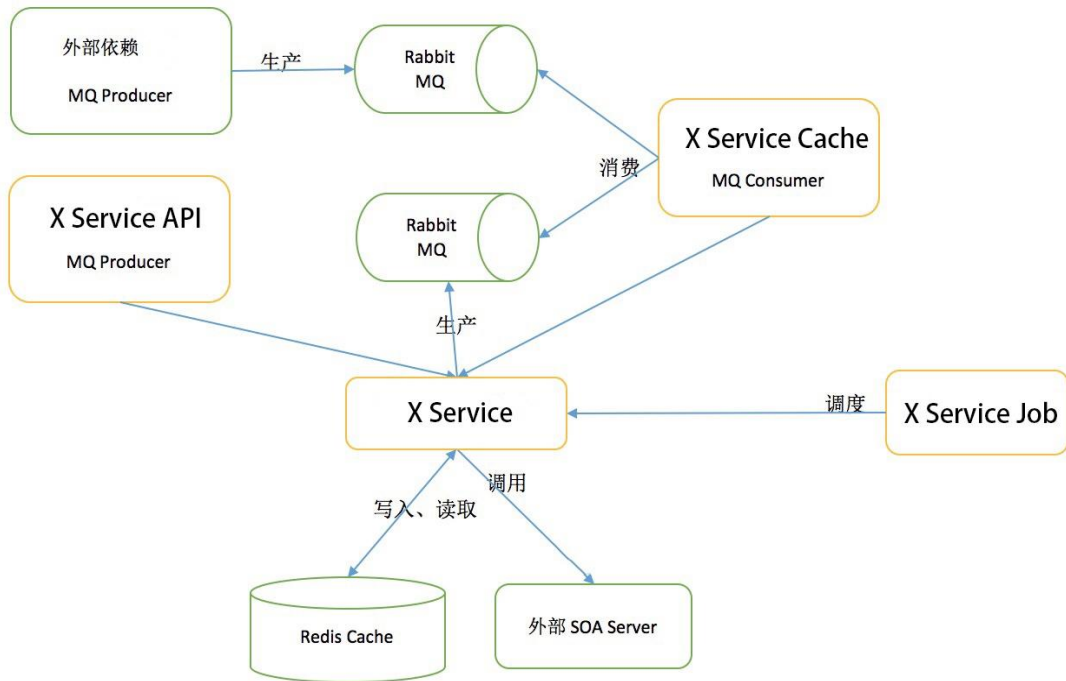 外部依赖
MQ Producer
生产
Rabbit
MQ
X Service Cache
MQ Consumer
消费
X Service API
MQ Producer
Rabbit
MQ
生产
X Service
调度
X Service Job
调用
写入、读取
Redis Cache
外部 SOA Server